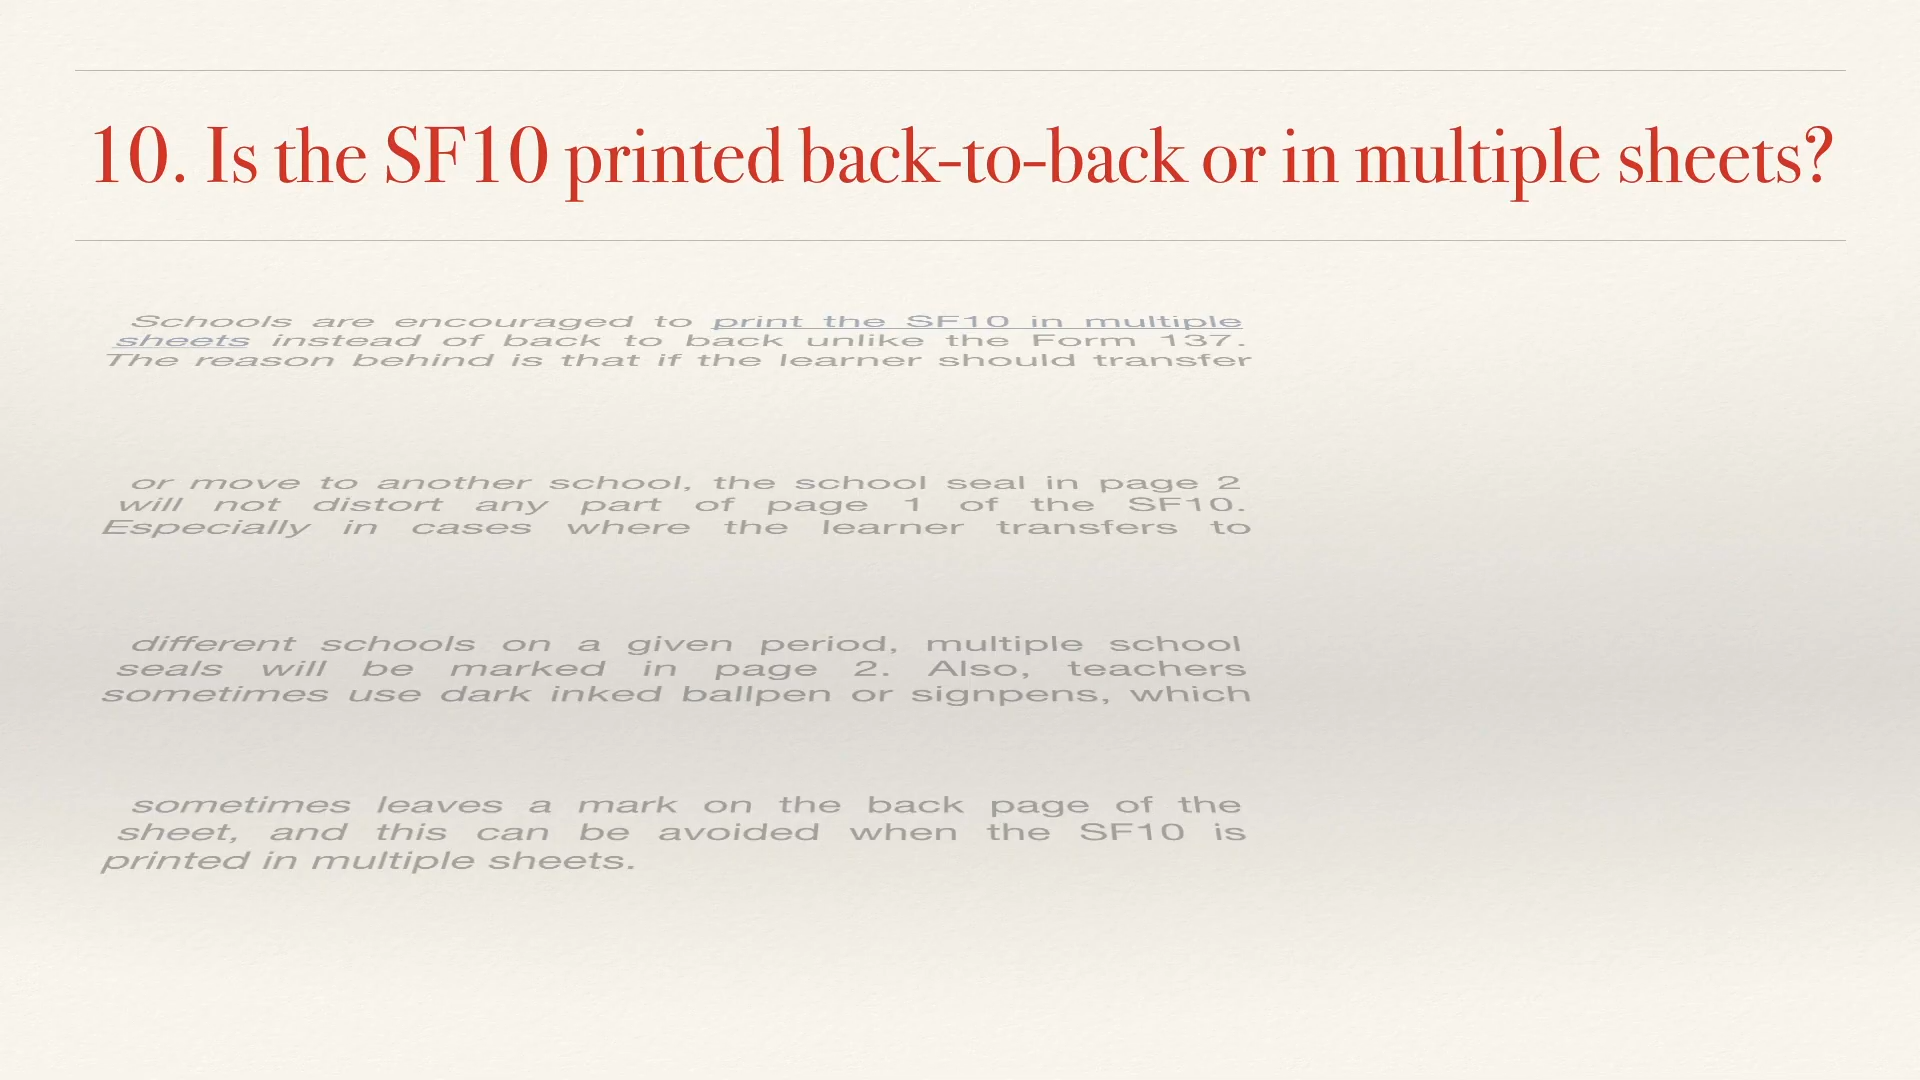 10. Is the SF10 printed back-to-back or in multiple sheets?
Schools are encouraged to print the SF10 in multiple
sheets instead of back to back unlike the Form 137.
The reason behind is that if the learner should transfer
or move to another school, the school seal in page 2
will not distort any part of page 1 of the SF10.
Especially in cases where the learner transfers to
different schools on a given period, multiple school
seals will be marked in page 2. Also, teachers
sometimes use dark inked ballpen or signpens, which
sometimes leaves a mark on the back page of the
sheet, and this can be avoided when the SF10 is
printed in multiple sheets.